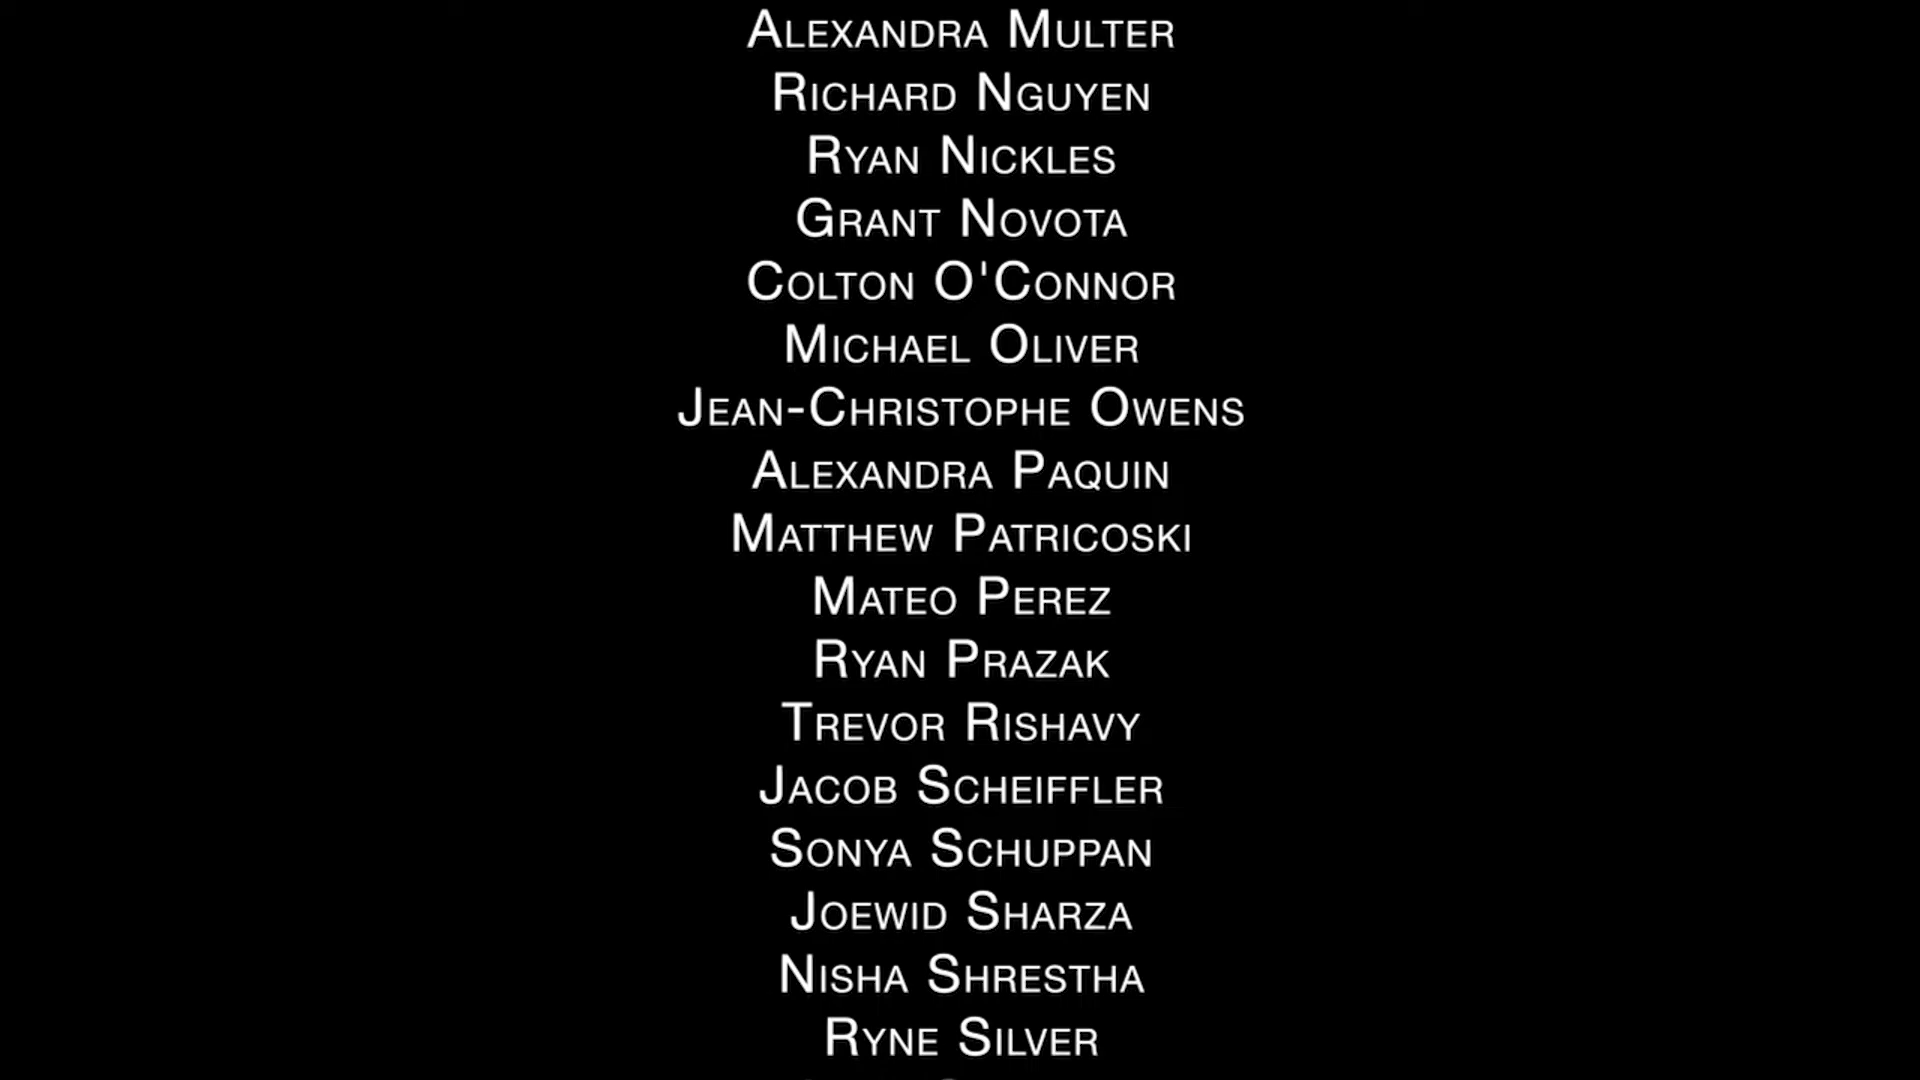 Alexandra Multer
Richard Nguyen
Ryan Nickles
Grant Novota
Colton O'Connor
Michael Oliver
Jean-Christophe Owens
Alexandra Paquin
Matthew Patricoski
Mateo Perez
Ryan Prazak
Trevor Rishavy
Jacob Scheiffler
Sonya Schuppan
Joewid Sharza
Nisha Shrestha
Ryne Silver